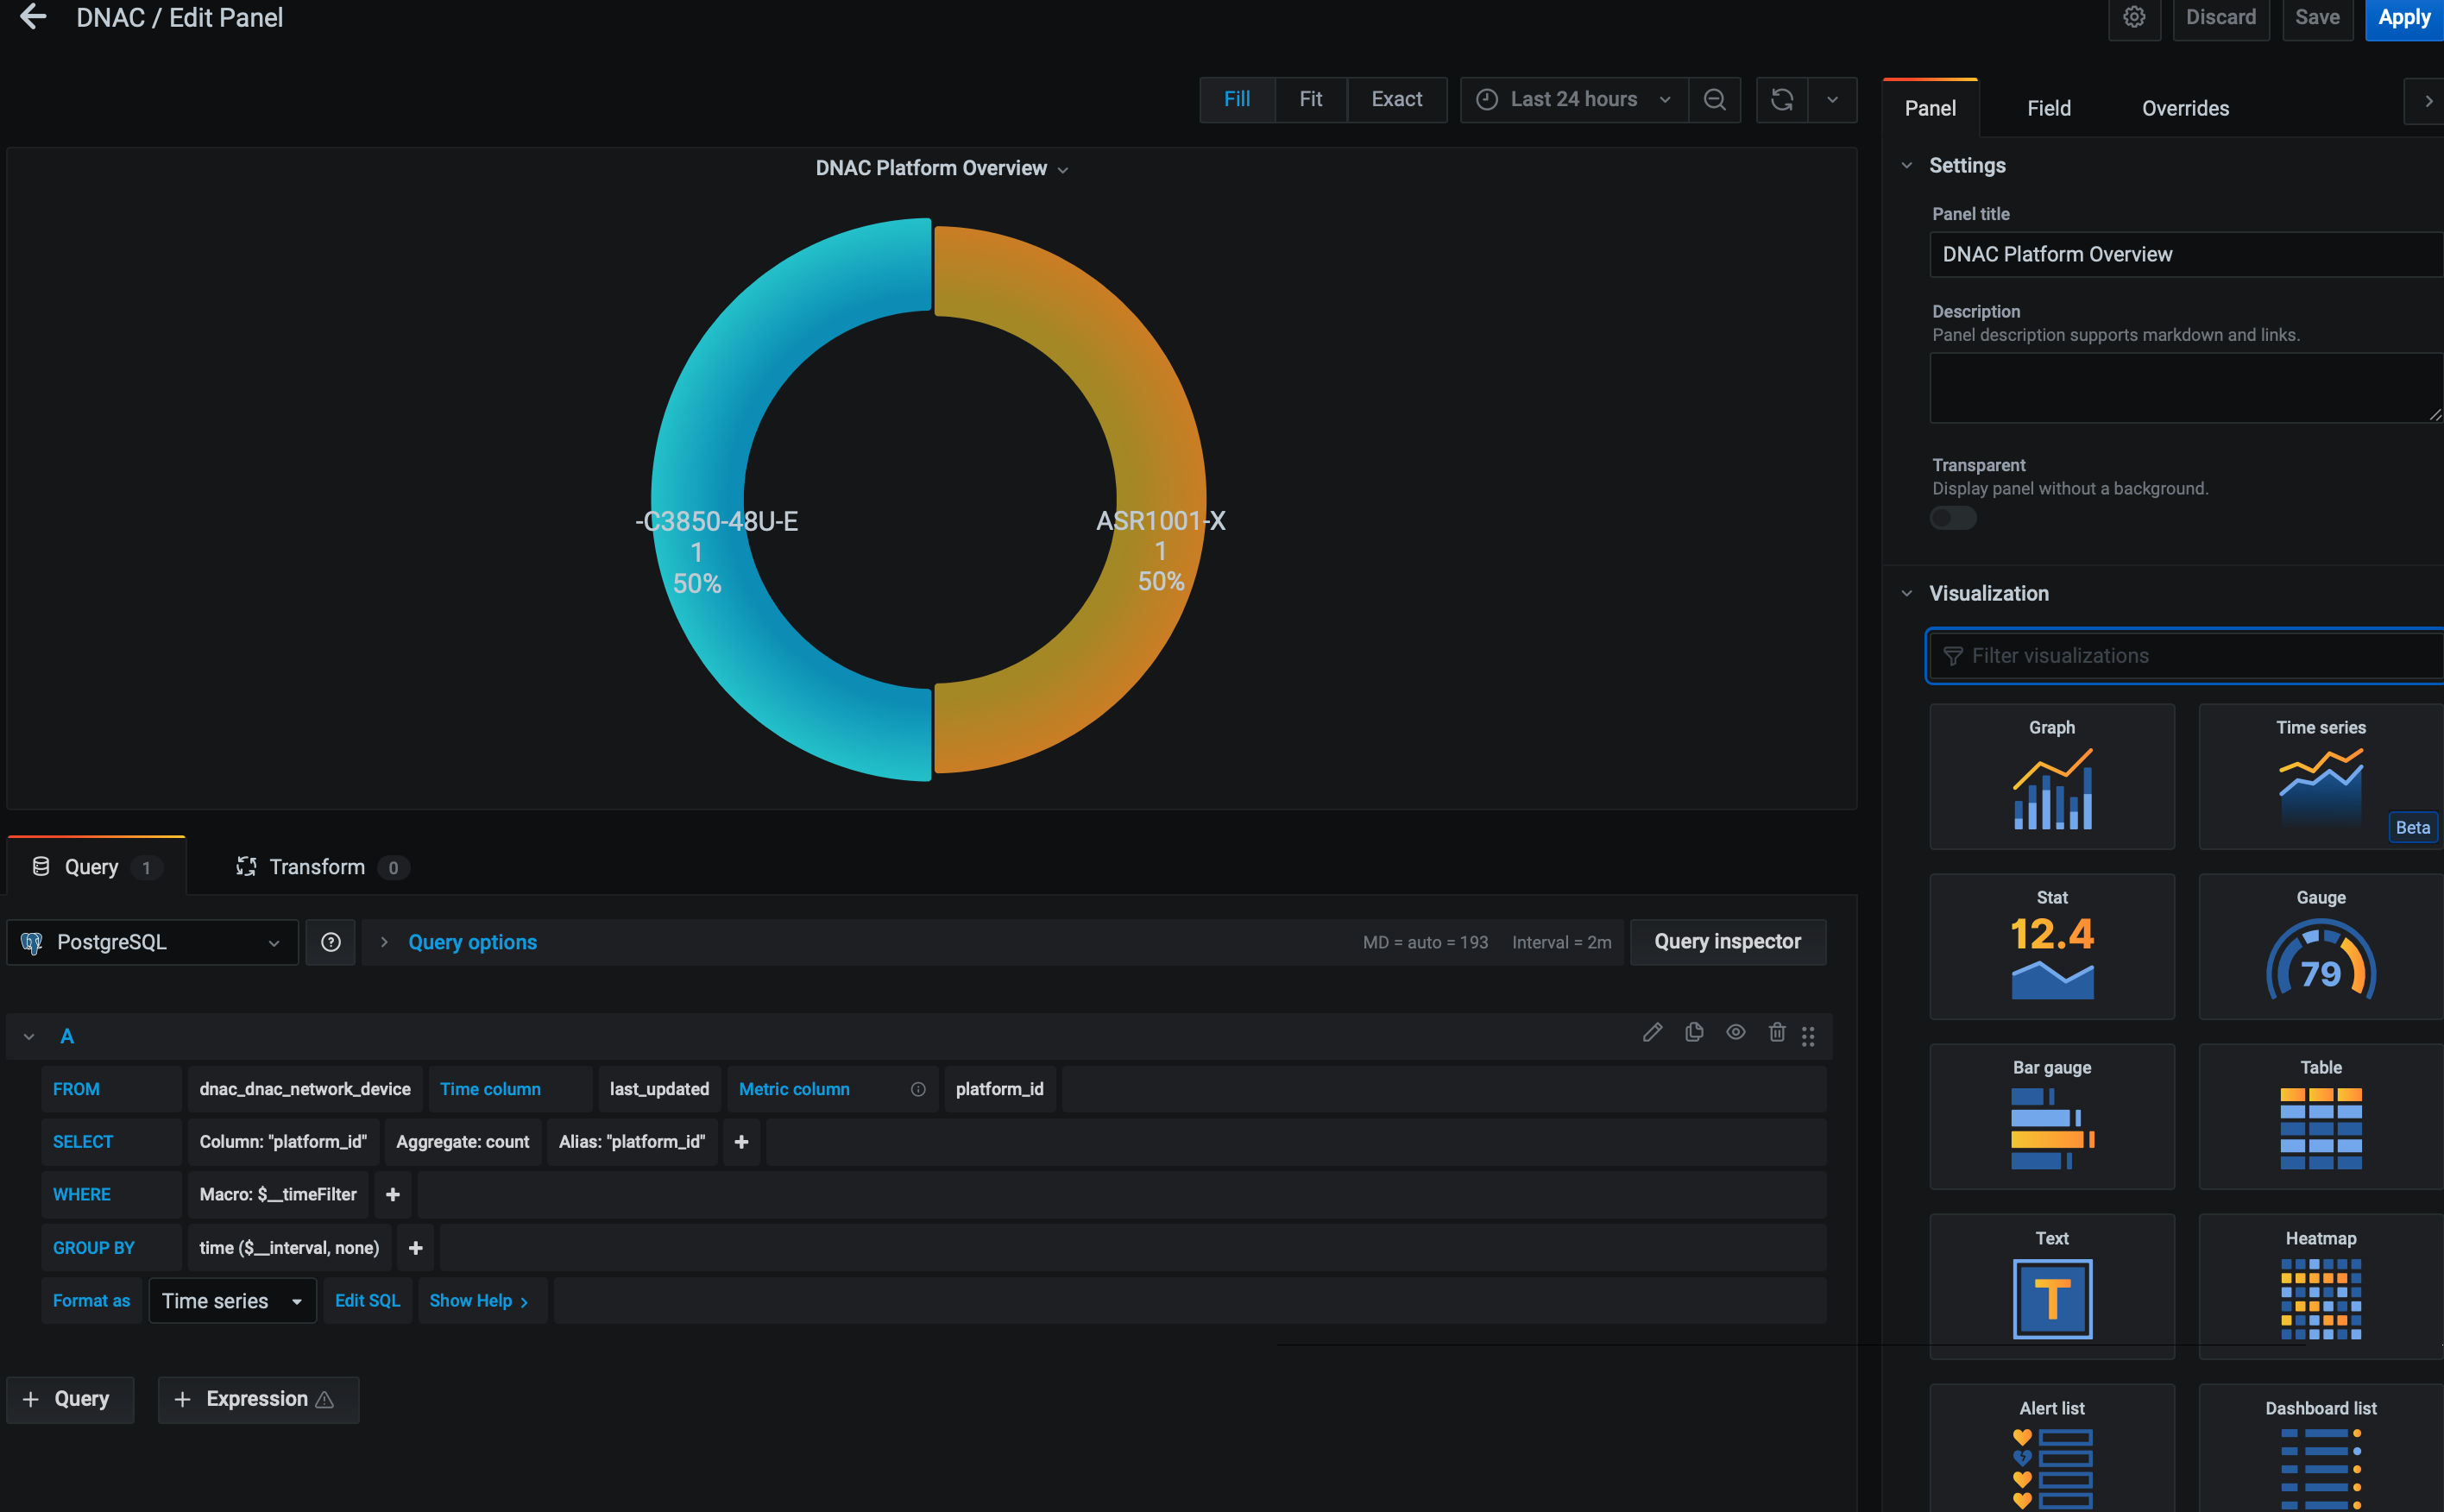 DNAC / Edit Panel
Discard
Save
Apply
Fill
Fit
Exact
Last 24 hours
Panel
Field
Overrides
DNAC Platform Overview
-C3850-48U-E
1
50%
ASR1001-X
1
50%
Settings
Panel title
DNAC Platform Overview
Description
Panel description supports markdown and links.
Transparent
Display panel without a background.
Visualization
Filter visualizations
Graph
Time series
Beta
Stat
12.4
Gauge
79
Bar gauge
Table
Text
T
Heatmap
Alert list
Dashboard list
Query 1
Transform 0
PostgreSQL
Query options
MD = auto = 193
Interval = 2m
Query inspector
A
FROM dnac_dnac_network_device Time column last_updated Metric column platform_id
SELECT Column: "platform_id" Aggregate: count Alias: "platform_id" +
WHERE Macro: $__timeFilter +
GROUP BY time ($__interval, none) +
Format as Time series Edit SQL Show Help >
+ Query
+ Expression